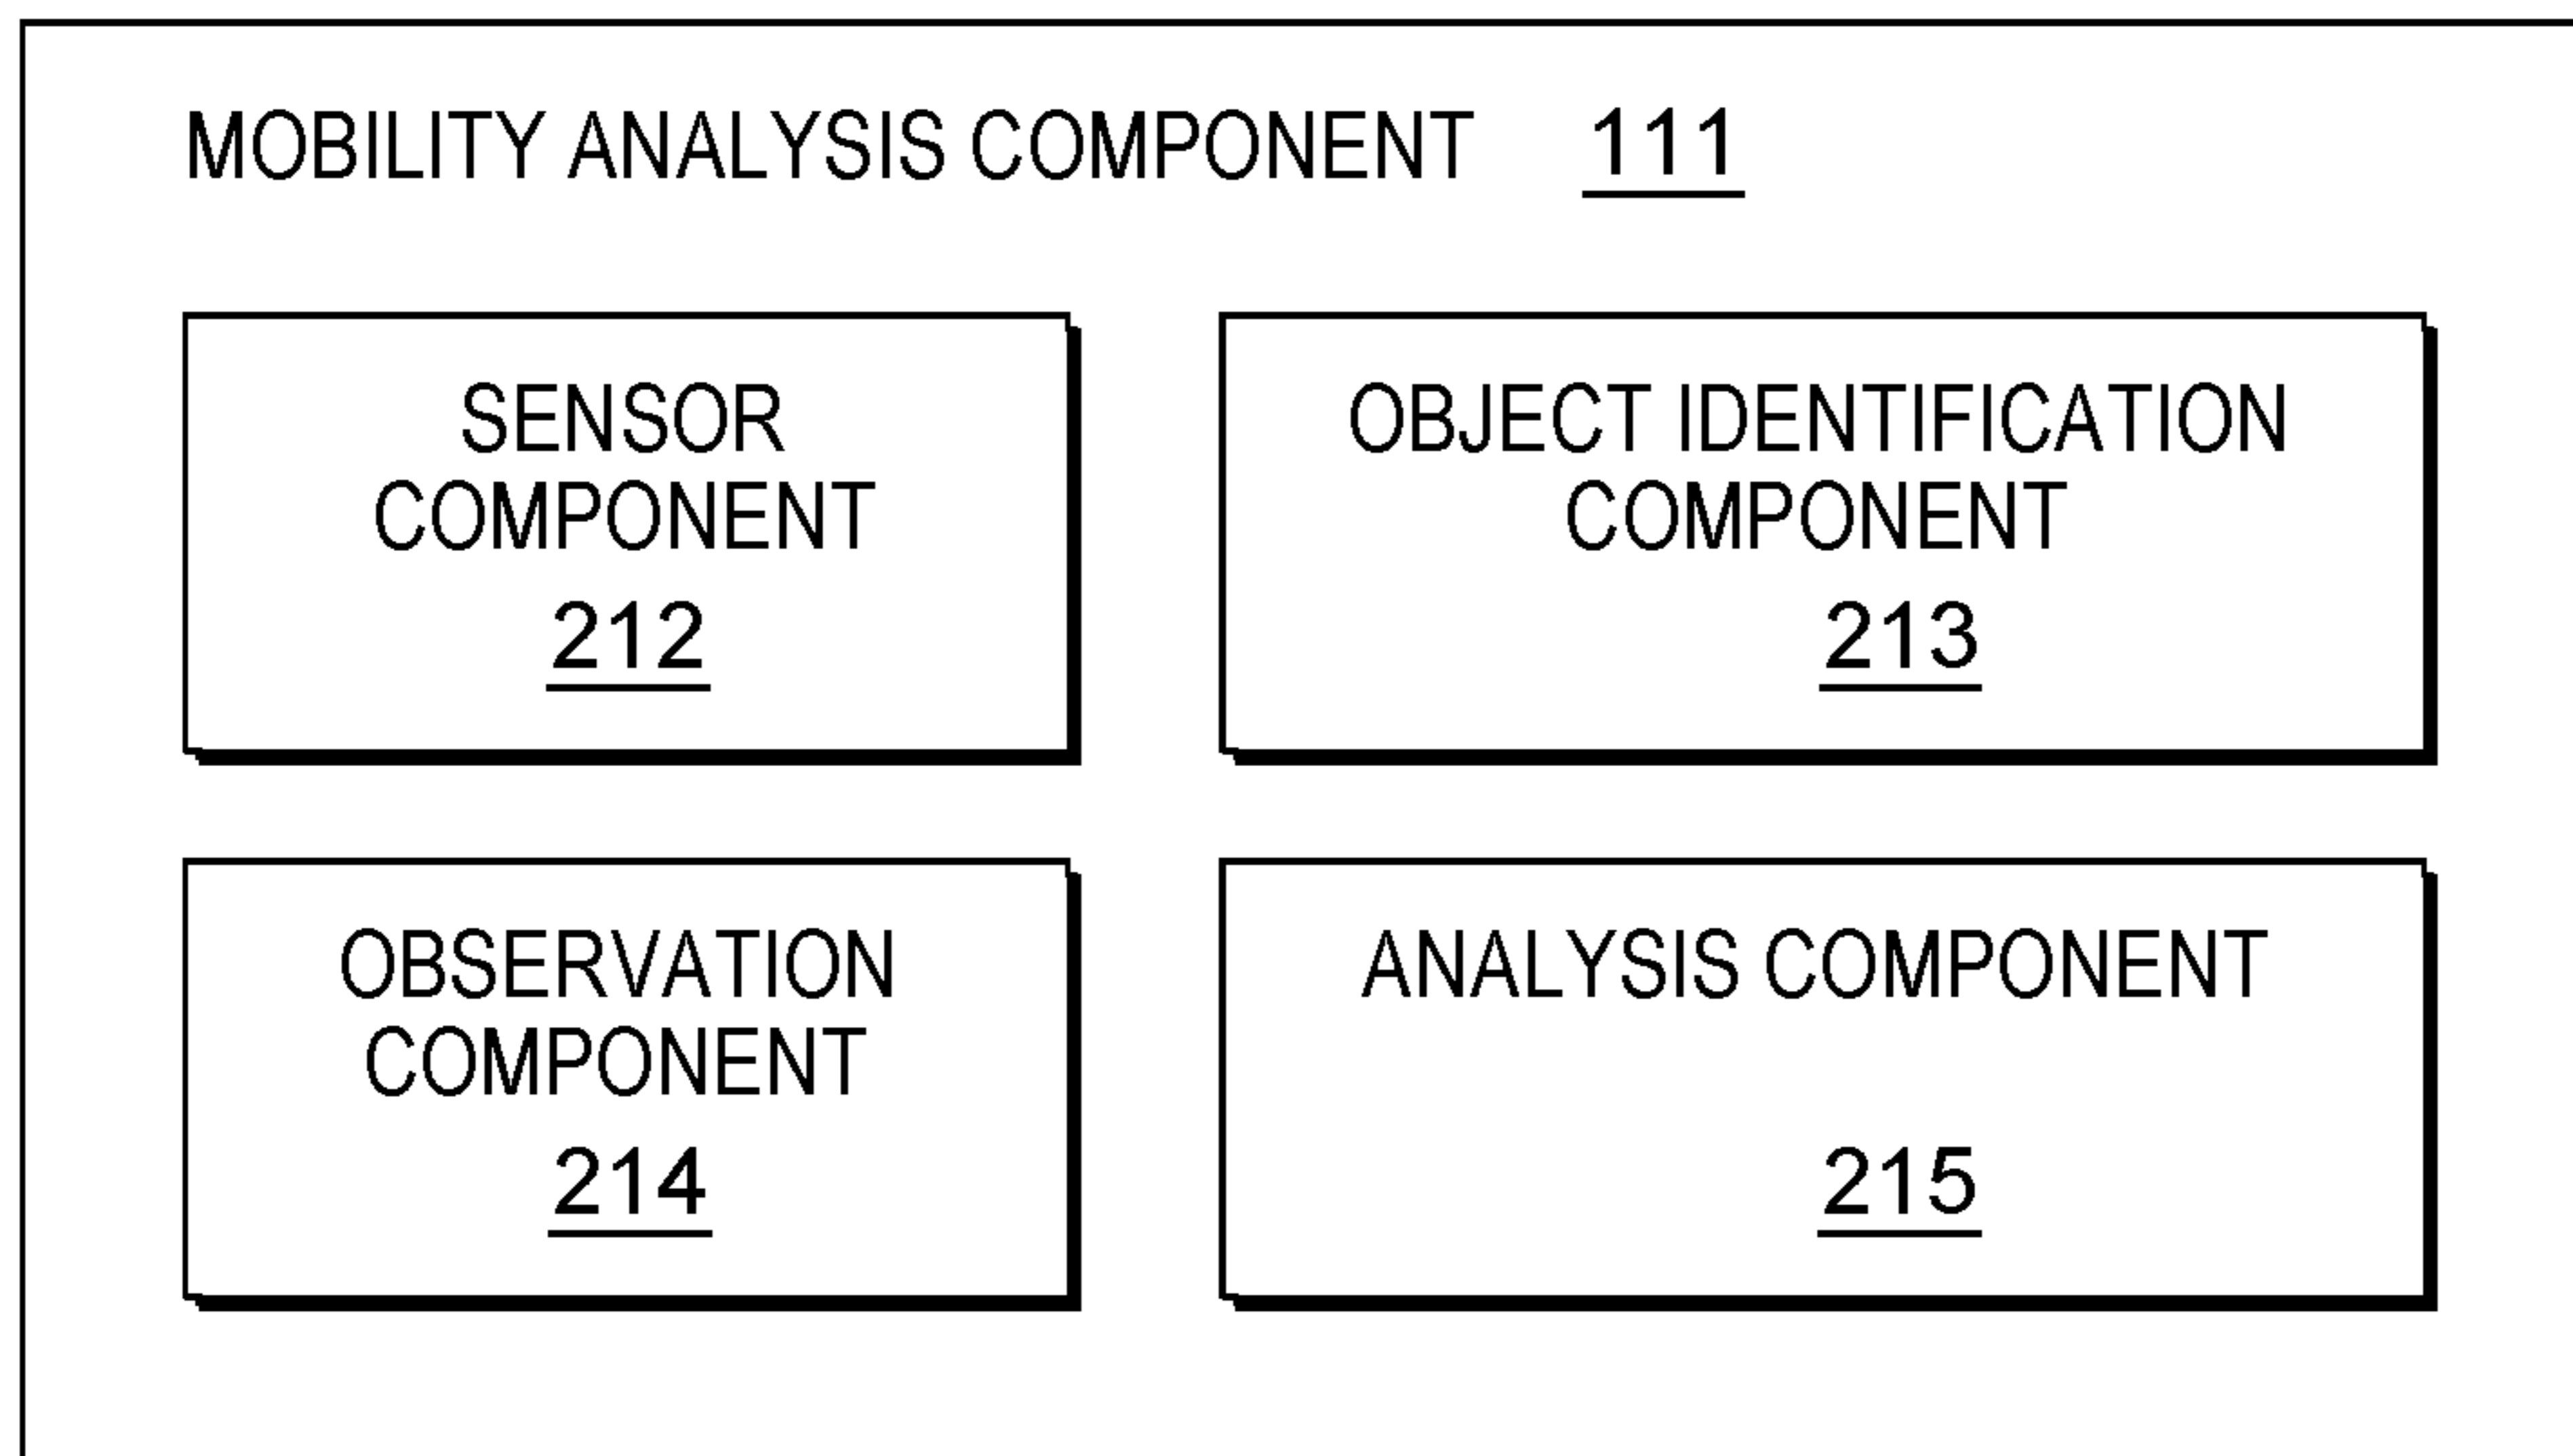 MOBILITY ANALYSIS COMPONENT 111
SENSOR
COMPONENT
212
OBJECT IDENTIFICATION
COMPONENT
213
OBSERVATION
COMPONENT
214
ANALYSIS COMPONENT
215